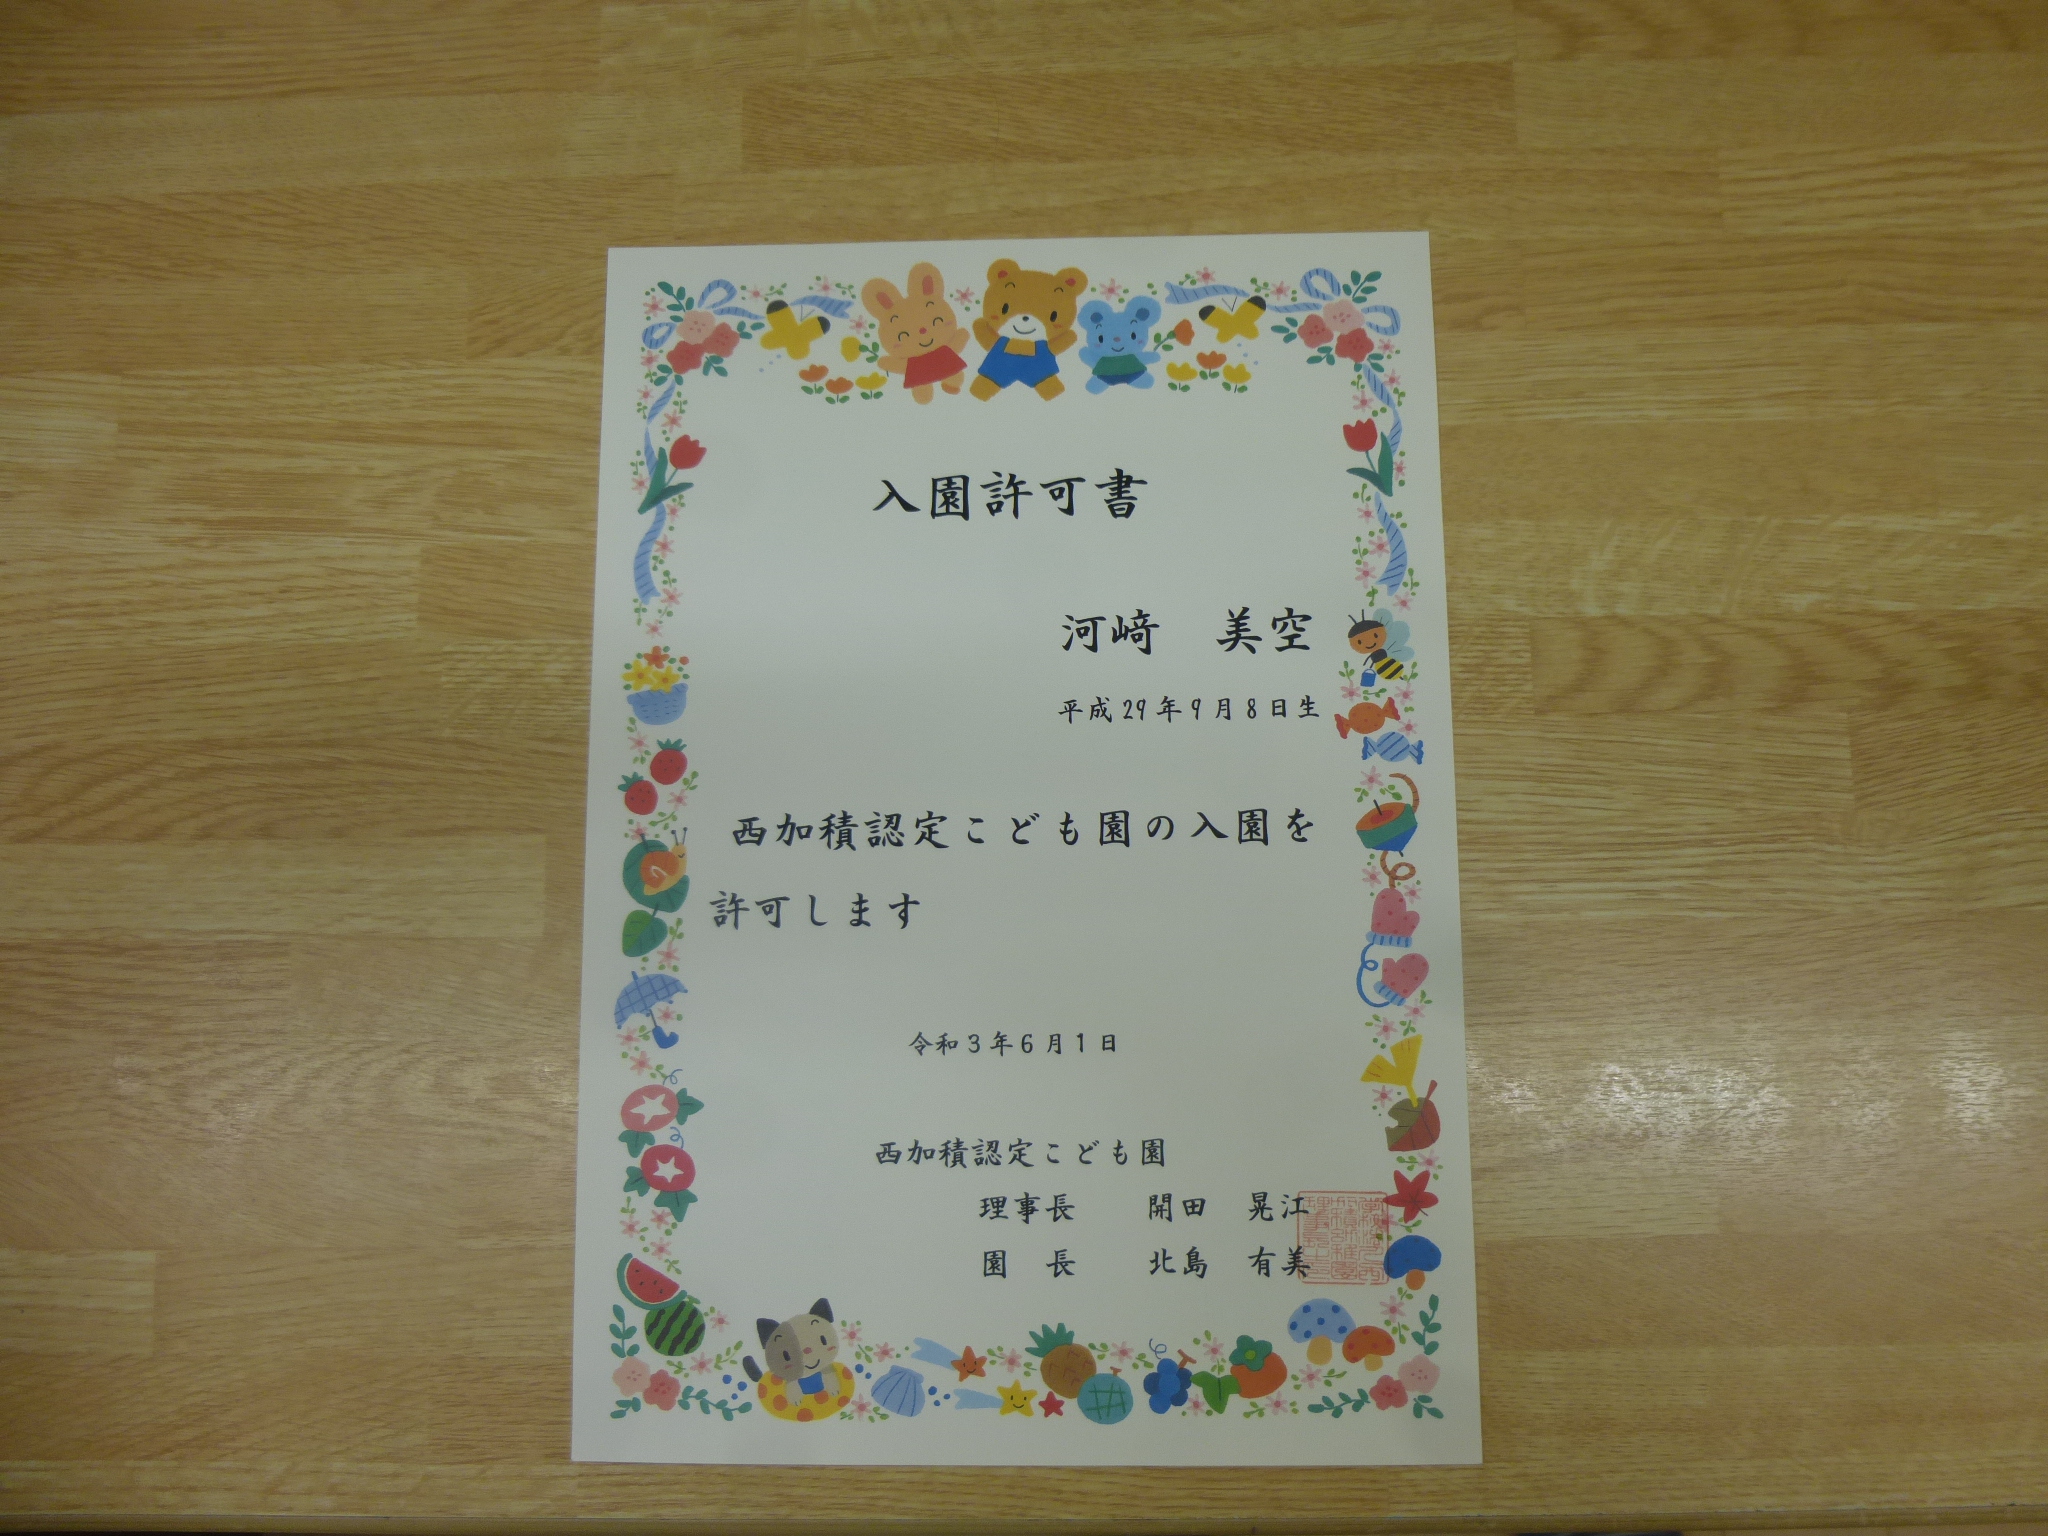 入園許可書
河﨑　美空
平成29年9月8日生
西加積認定こども園の入園を
許可します
令和3年6月1日
西加積認定こども園
理事長　開田　晃江
園　長　北島　有美